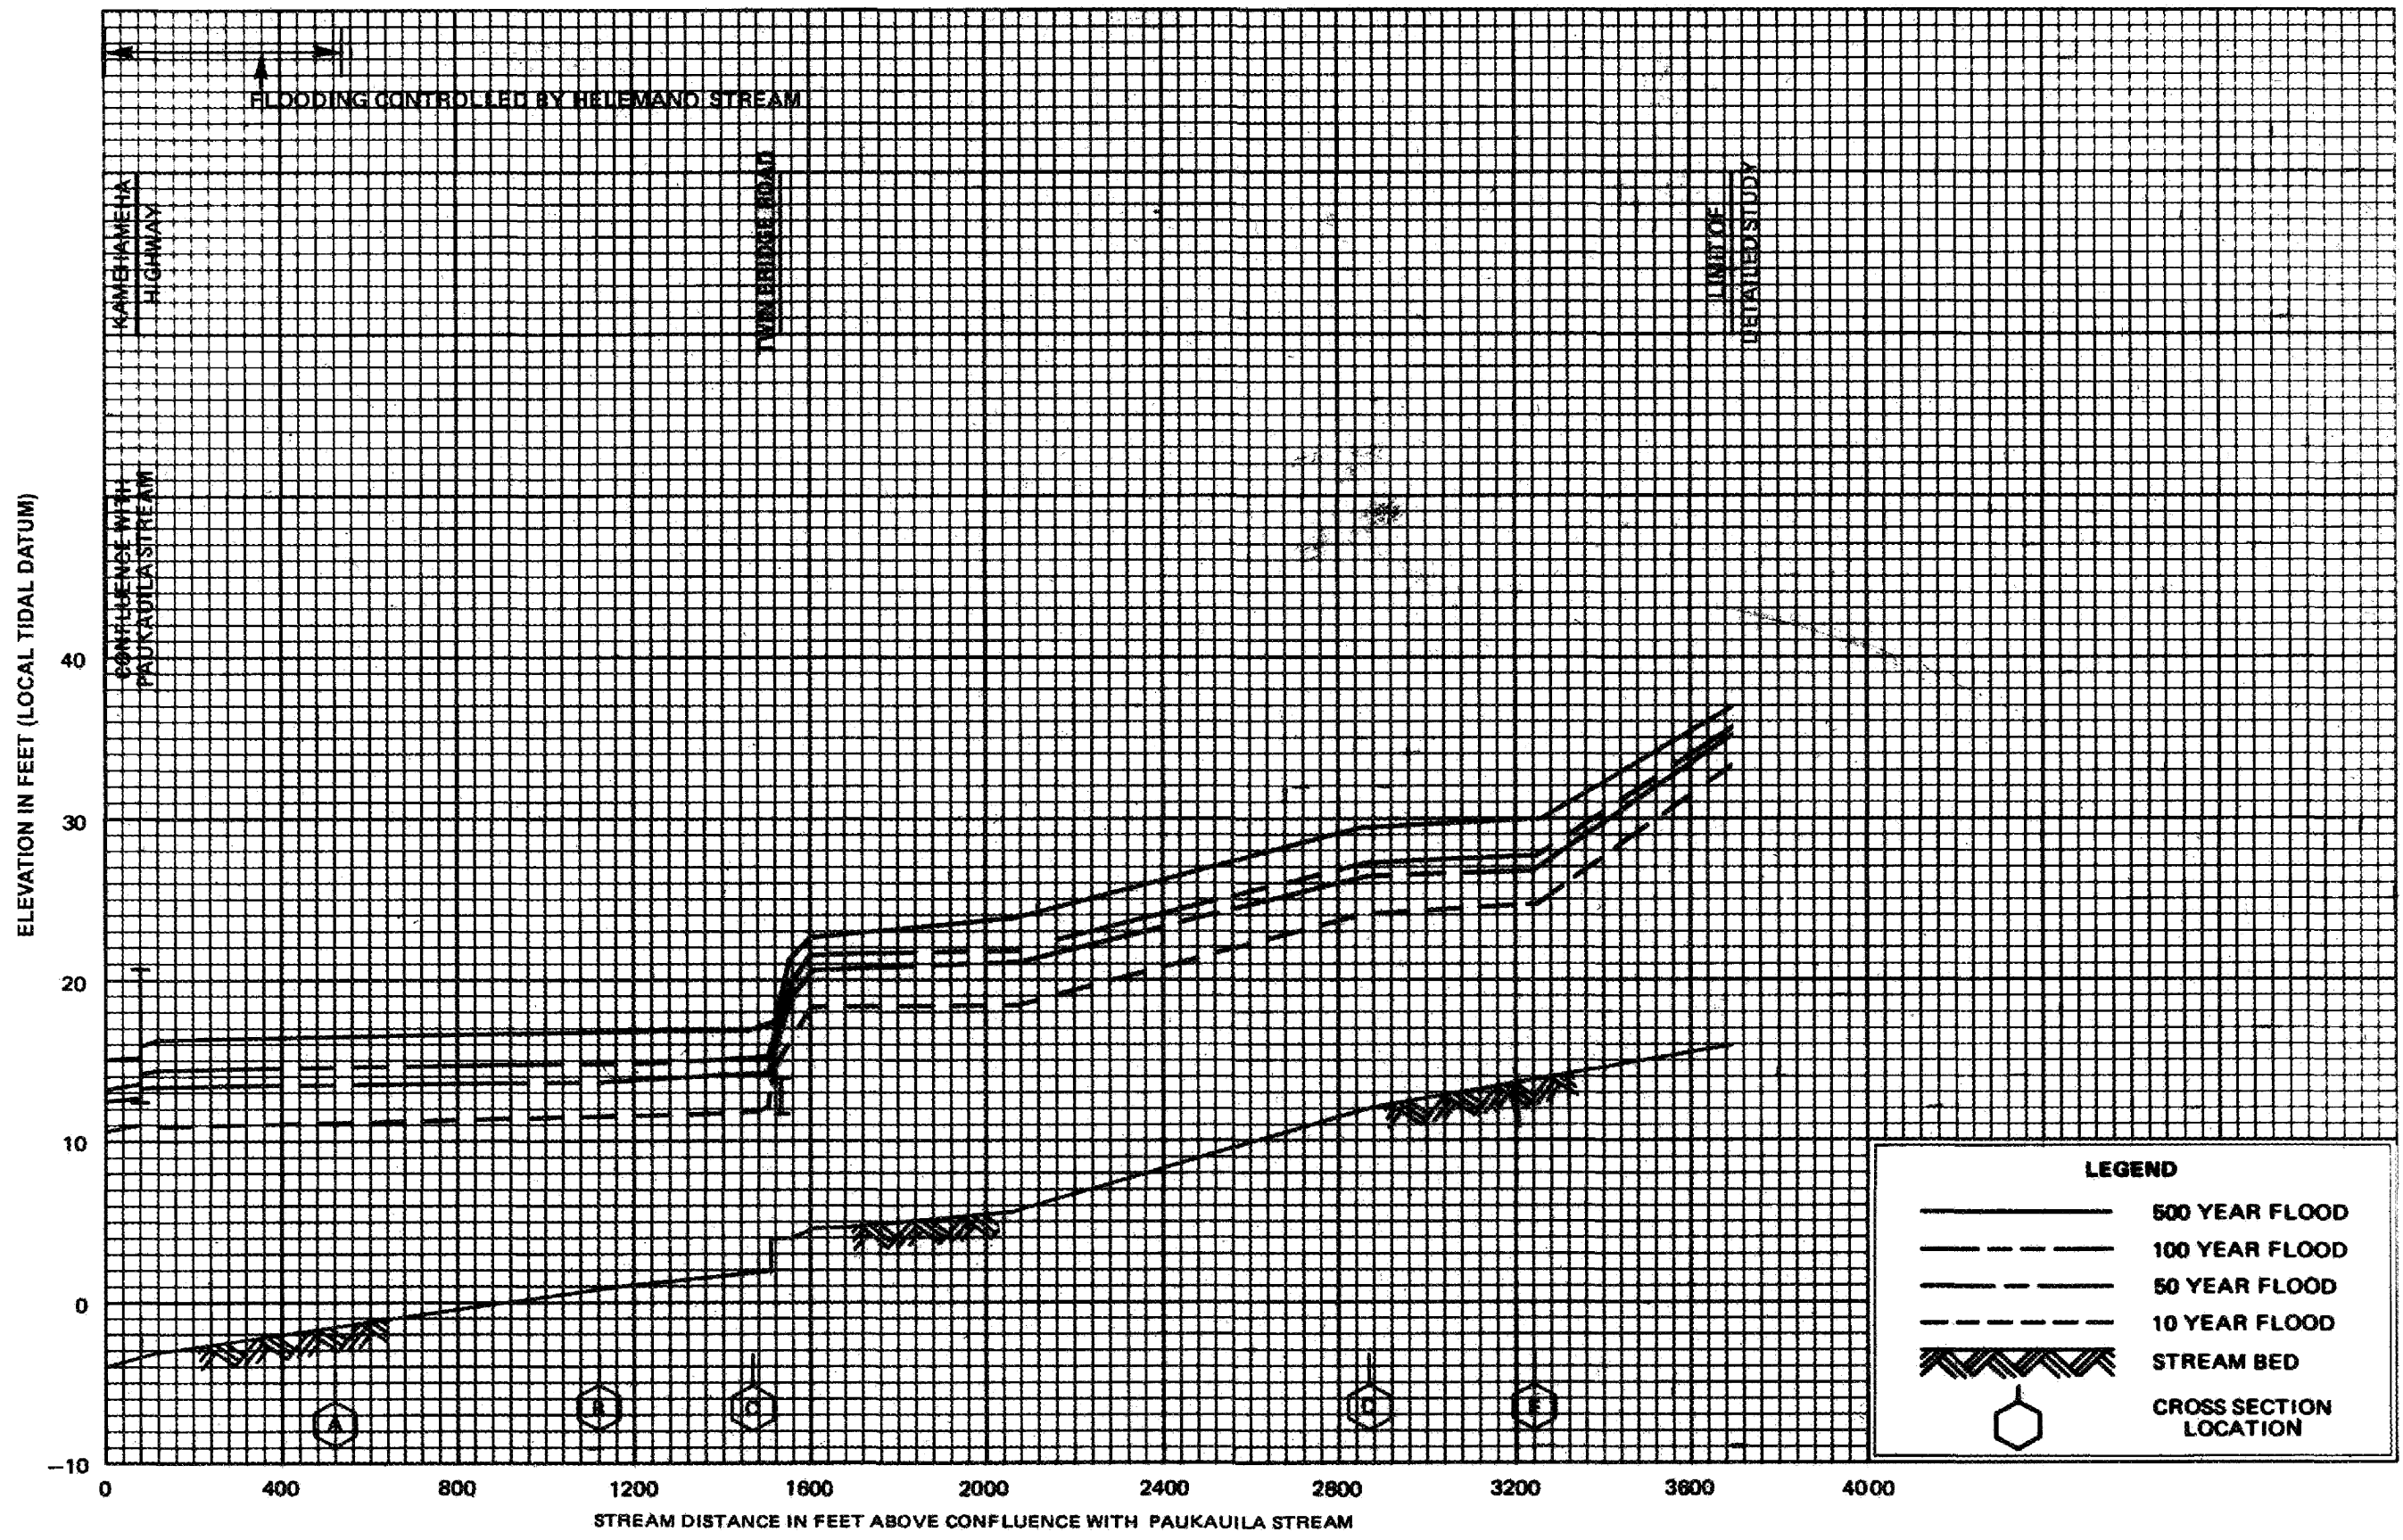 FLOODING CONTROLLED BY HELEMANO STREAM
KAMEHAMEHA
HIGHWAY
TWIN BRIDGE ROAD
LIMIT OF
DETAILED STUDY
CONFLUENCE WITH
PAUKAUILA STREAM
ELEVATION IN FEET (LOCAL TIDAL DATUM)
40
30
20
10
0
−10
A
B
C
D
E
0 400 800 1200 1600 2000 2400 2800 3200 3600 4000
STREAM DISTANCE IN FEET ABOVE CONFLUENCE WITH PAUKAUILA STREAM
LEGEND
500 YEAR FLOOD
100 YEAR FLOOD
50 YEAR FLOOD
10 YEAR FLOOD
STREAM BED
CROSS SECTION
LOCATION